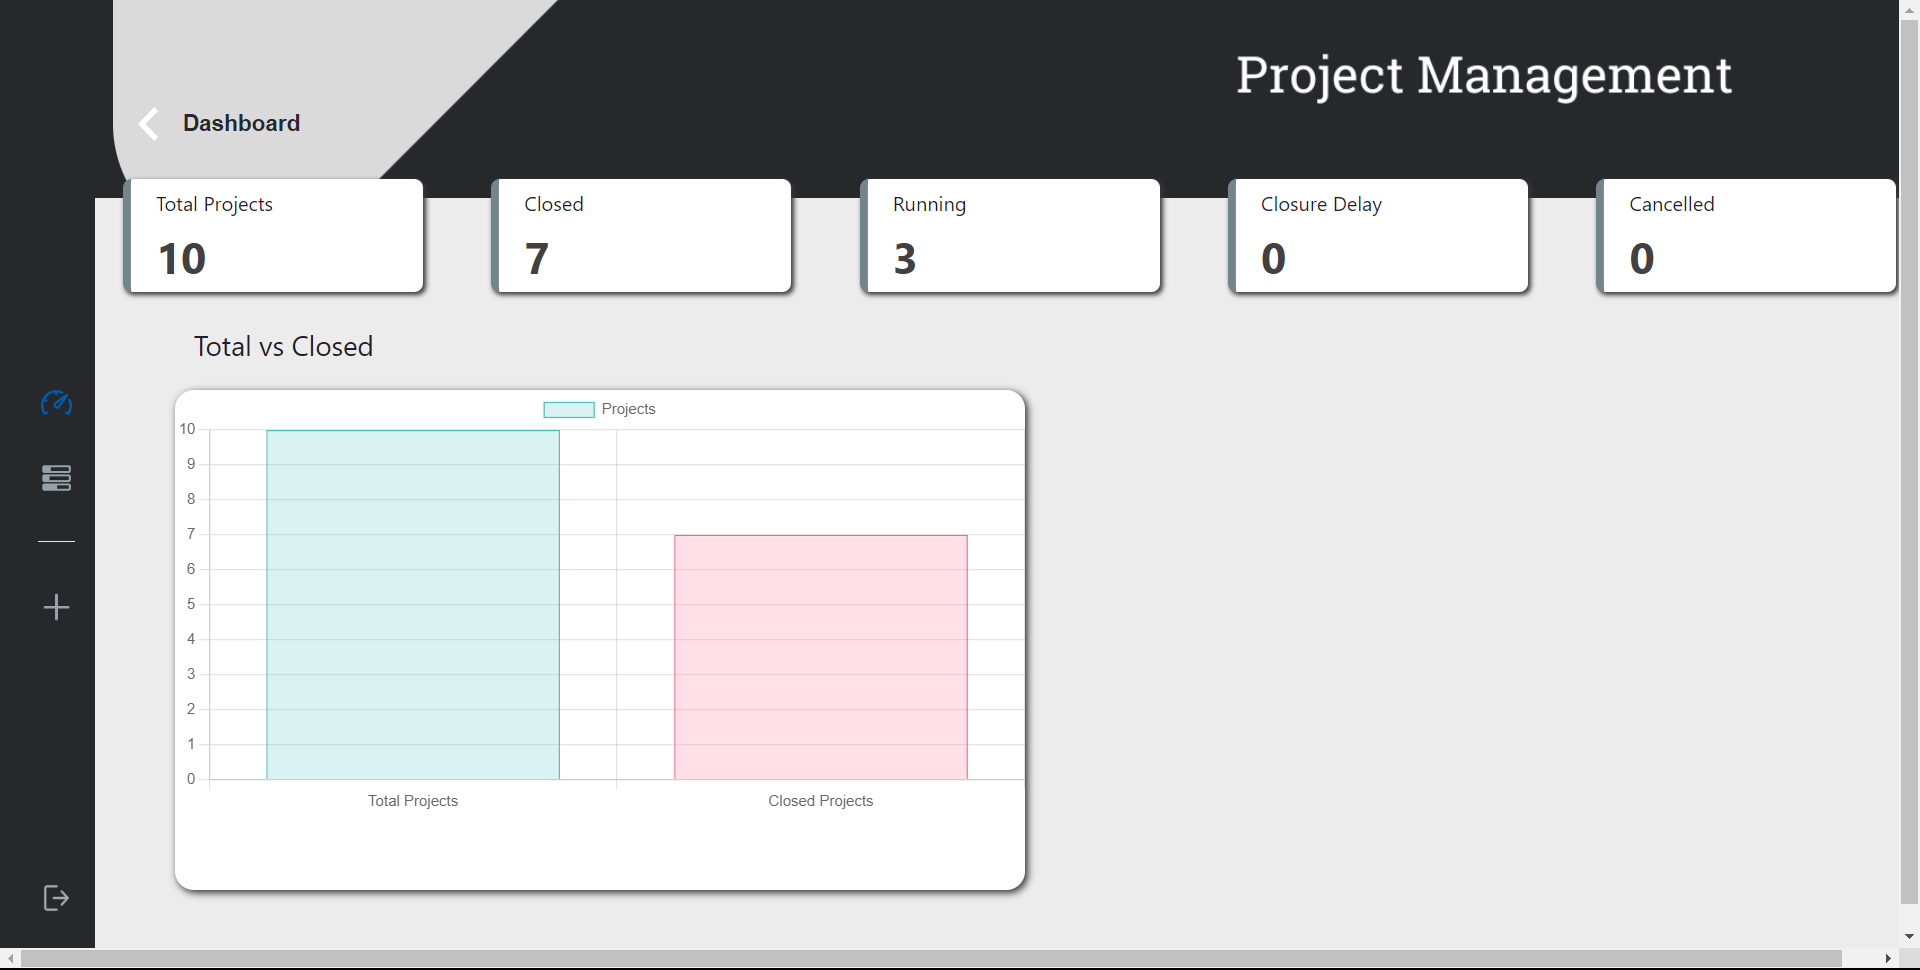 Project Management
Dashboard
Total Projects
10
Closed
7
Running
3
Closure Delay
0
Cancelled
0
Total vs Closed
Projects
10
9
8
7
6
5
4
3
2
1
0
Total Projects
Closed Projects